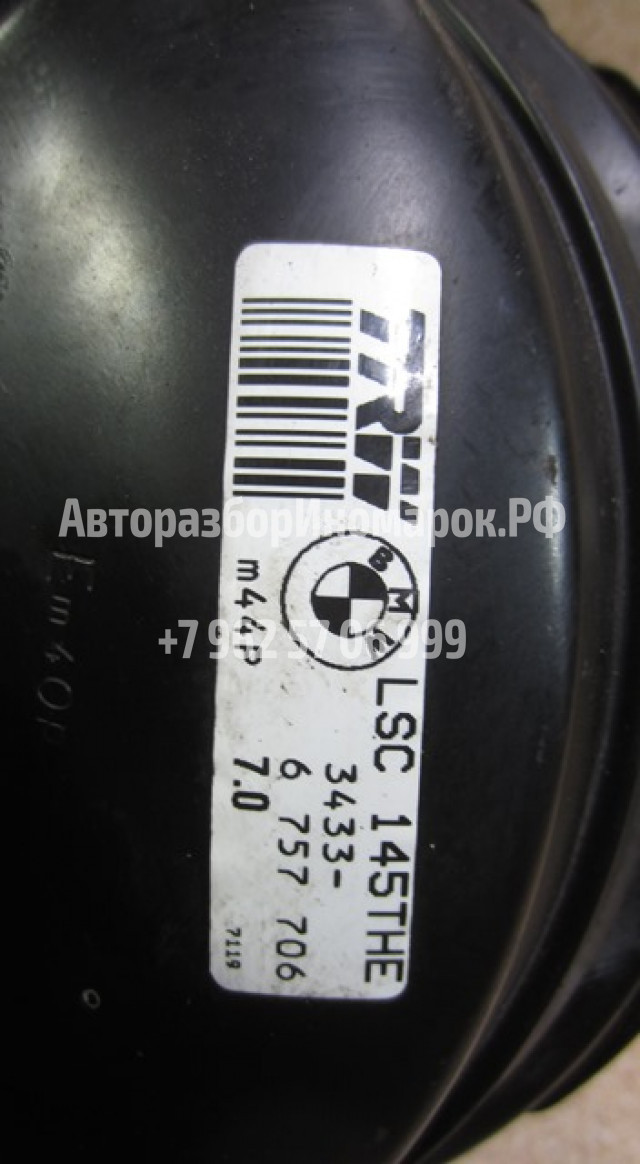 TRW
BMW
LSC 145THE
3433-
6 757 706
m44P
7.0
7119
АвторазборИномарок.РФ